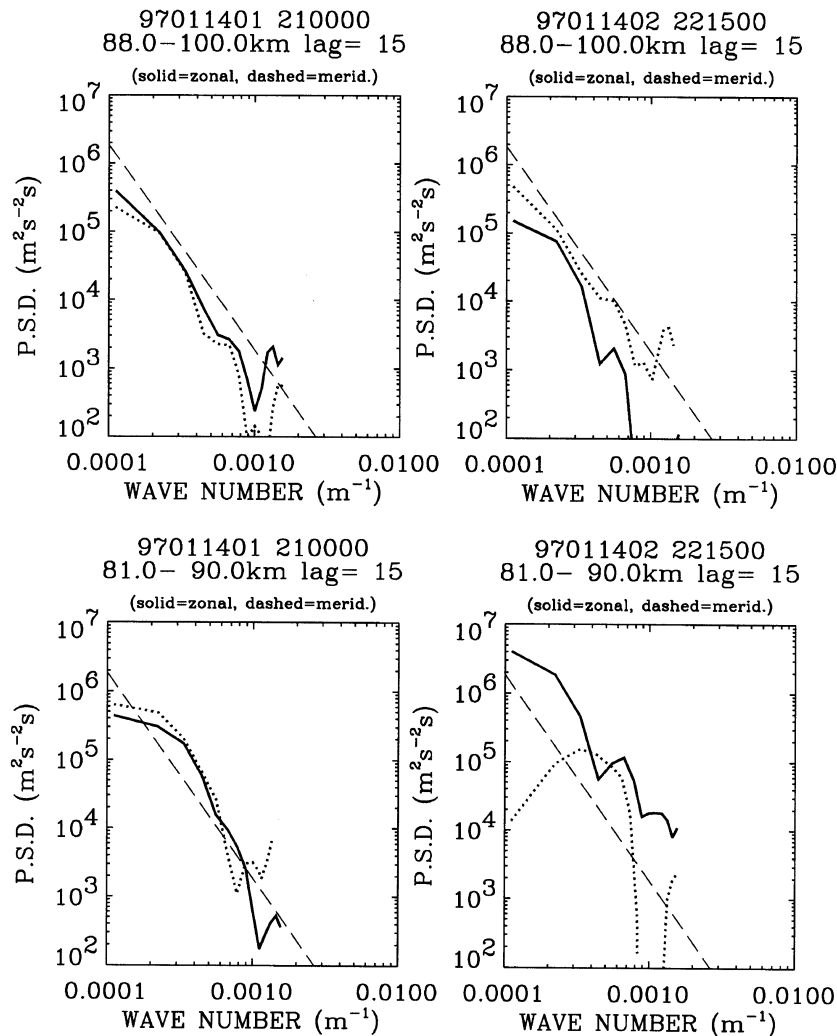 97011401 210000
88.0-100.0km lag= 15
(solid=zonal, dashed=merid.)
10^7
10^6
10^5
10^4
10^3
10^2
P.S.D. (m^2s^-2s)
0.0001 0.0010 0.0100
WAVE NUMBER (m^-1)
97011402 221500
88.0-100.0km lag= 15
(solid=zonal, dashed=merid.)
10^7
10^6
10^5
10^4
10^3
10^2
P.S.D. (m^2s^-2s)
0.0001 0.0010 0.0100
WAVE NUMBER (m^-1)
97011401 210000
81.0- 90.0km lag= 15
(solid=zonal, dashed=merid.)
10^7
10^6
10^5
10^4
10^3
10^2
P.S.D. (m^2s^-2s)
0.0001 0.0010 0.0100
WAVE NUMBER (m^-1)
97011402 221500
81.0- 90.0km lag= 15
(solid=zonal, dashed=merid.)
10^7
10^6
10^5
10^4
10^3
10^2
P.S.D. (m^2s^-2s)
0.0001 0.0010 0.0100
WAVE NUMBER (m^-1)